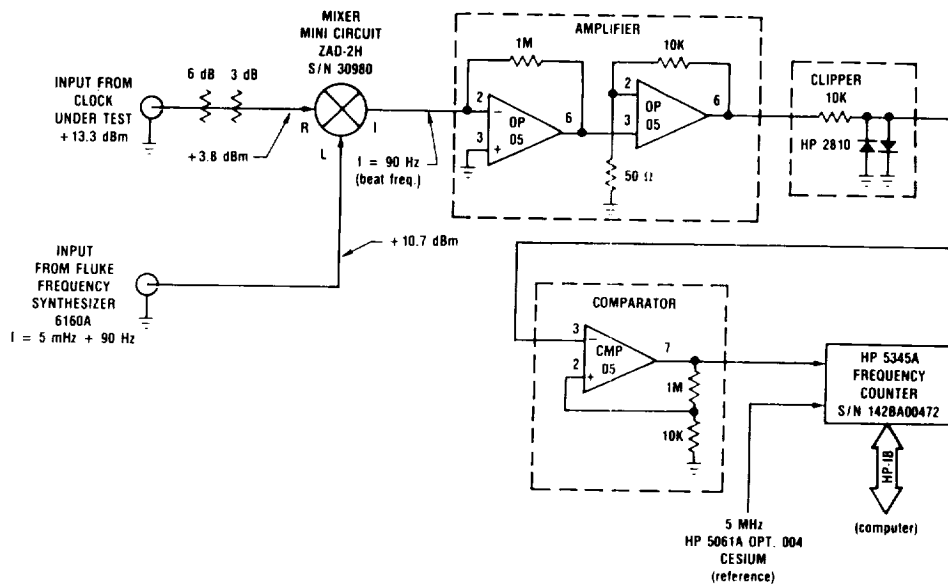 MIXER
MINI CIRCUIT
ZAD-2H
S/N 30980
INPUT FROM
CLOCK
UNDER TEST
+13.3 dBm
6 dB
3 dB
R
I
L
+3.8 dBm
f = 90 Hz
(beat freq.)
+10.7 dBm
INPUT
FROM FLUKE
FREQUENCY
SYNTHESIZER
6160A
f = 5 mHz + 90 Hz
AMPLIFIER
1M
2
−
3
+
OP
05
6
10K
2
3
OP
05
6
50 Ω
CLIPPER
10K
HP 2810
COMPARATOR
3
−
2
+
CMP
05
7
1M
10K
HP 5345A
FREQUENCY
COUNTER
S/N 142BA00472
HP-IB
(computer)
5 MHz
HP 5061A OPT. 004
CESIUM
(reference)